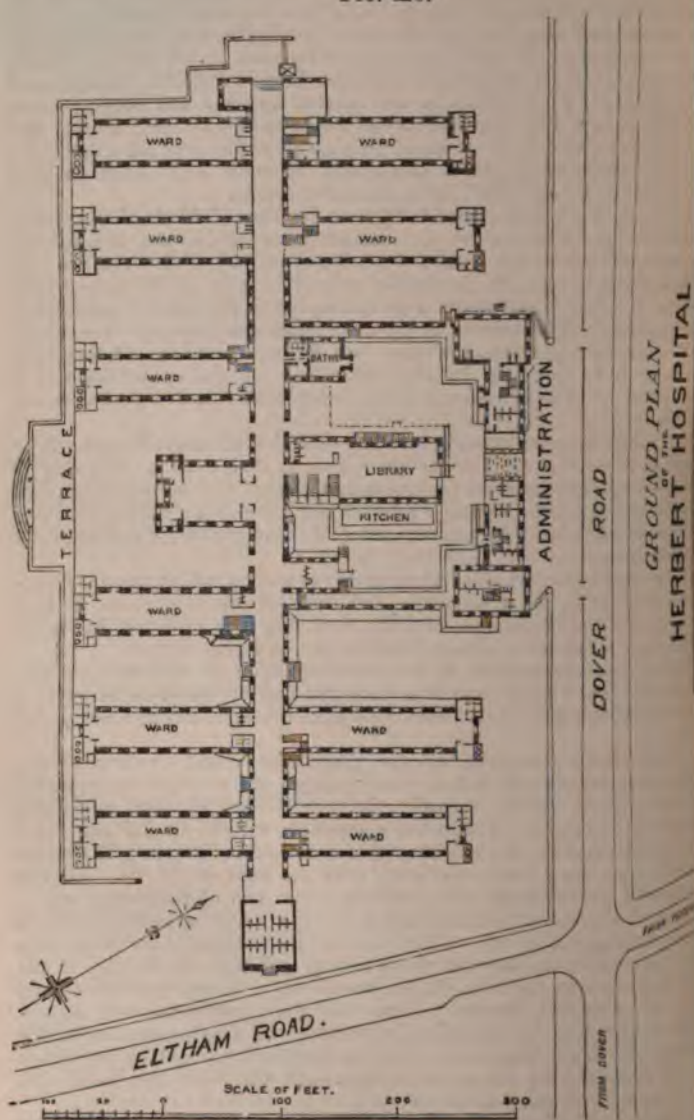 WARD WARD
WARD WARD
WARD
BATHS
TERRACE
LIBRARY
KITCHEN
ADMINISTRATION
DOVER ROAD
GROUND PLAN
OF THE
HERBERT HOSPITAL
WARD
WARD WARD
WARD WARD
ELTHAM ROAD.
FROM DOVER
SCALE OF FEET.
100 0 100 200 300